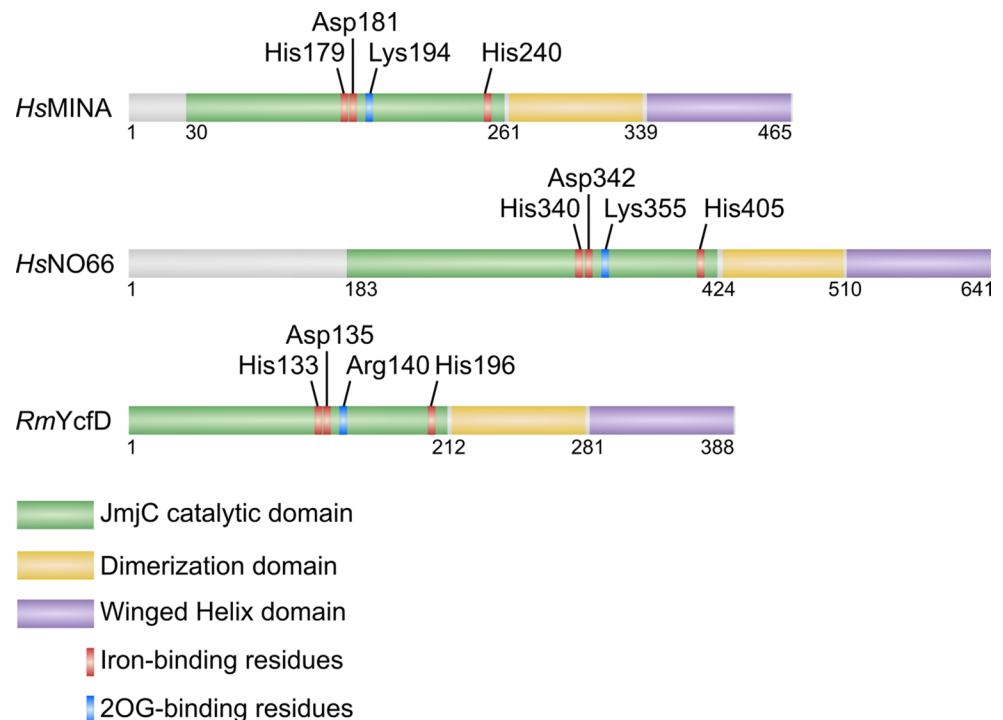 Asp181
His179 Lys194 His240
HsMINA
1 30 261 339 465
Asp342
His340 Lys355 His405
HsNO66
1 183 424 510 641
Asp135
His133 Arg140 His196
RmYcfD
1 212 281 388
JmjC catalytic domain
Dimerization domain
Winged Helix domain
Iron-binding residues
2OG-binding residues